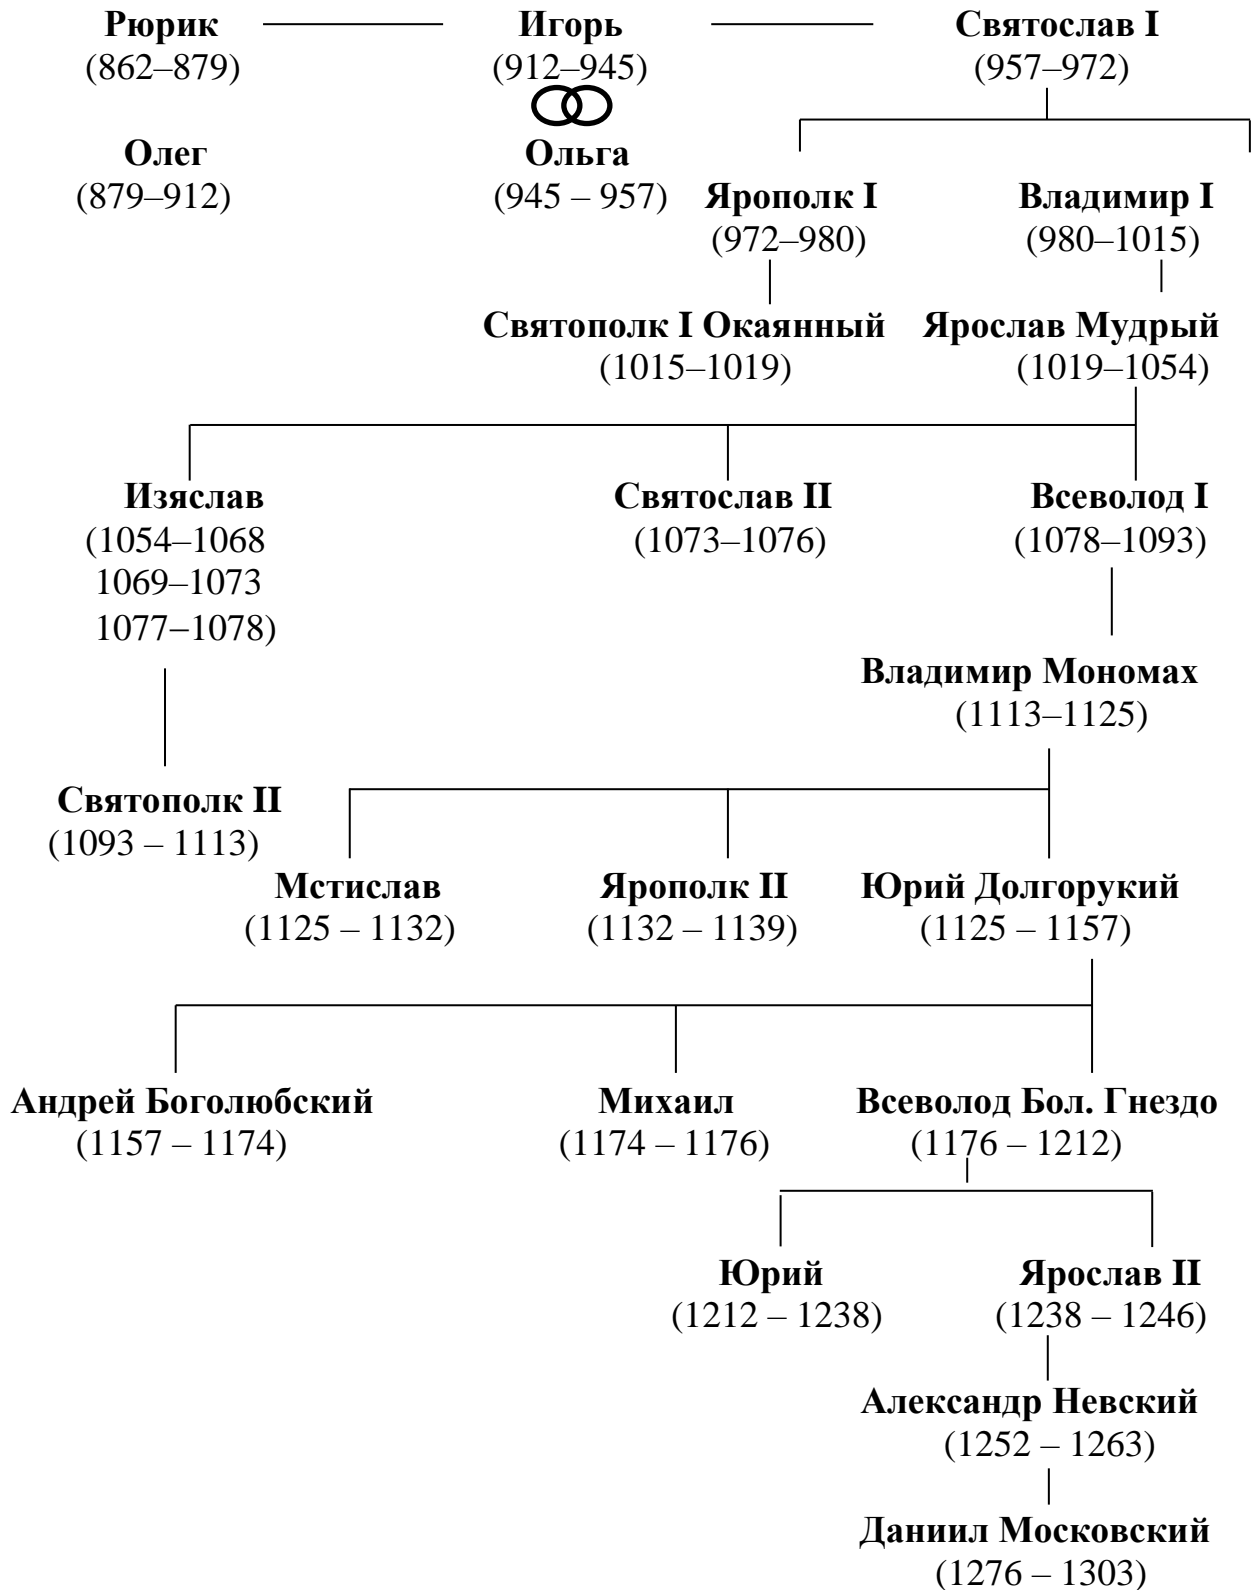 Рюрик Игорь Святослав I
(862–879) (912–945) (957–972)
Олег Ольга
(879–912) (945 – 957)
Ярополк I Владимир I
(972–980) (980–1015)
Святополк I Окаянный Ярослав Мудрый
(1015–1019) (1019–1054)
Изяслав Святослав II Всеволод I
(1054–1068 (1073–1076) (1078–1093)
1069–1073
1077–1078)
Владимир Мономах
(1113–1125)
Святополк II
(1093 – 1113)
Мстислав Ярополк II Юрий Долгорукий
(1125 – 1132) (1132 – 1139) (1125 – 1157)
Андрей Боголюбский Михаил Всеволод Бол. Гнездо
(1157 – 1174) (1174 – 1176) (1176 – 1212)
Юрий Ярослав II
(1212 – 1238) (1238 – 1246)
Александр Невский
(1252 – 1263)
Даниил Московский
(1276 – 1303)